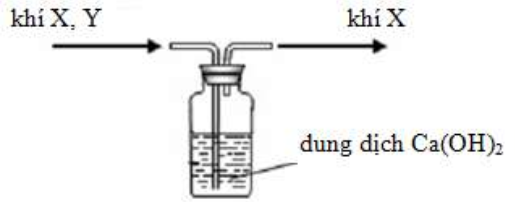 khí X, Y
khí X
dung dịch Ca(OH)₂